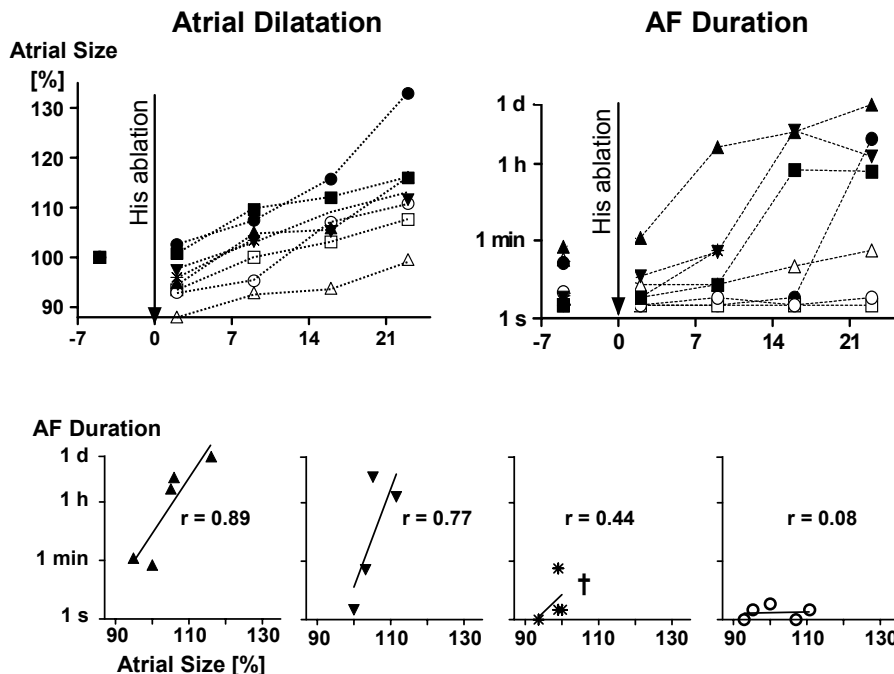 Atrial Dilatation
AF Duration
Atrial Size
[%]
130
120
110
100
90
His ablation
-7 0 7 14 21
1 d
1 h
1 min
1 s
His ablation
-7 0 7 14 21
AF Duration
1 d
1 h
1 min
1 s
r = 0.89
r = 0.77
r = 0.44
†
r = 0.08
90 110 130
90 110 130
90 110 130
90 110 130
Atrial Size [%]